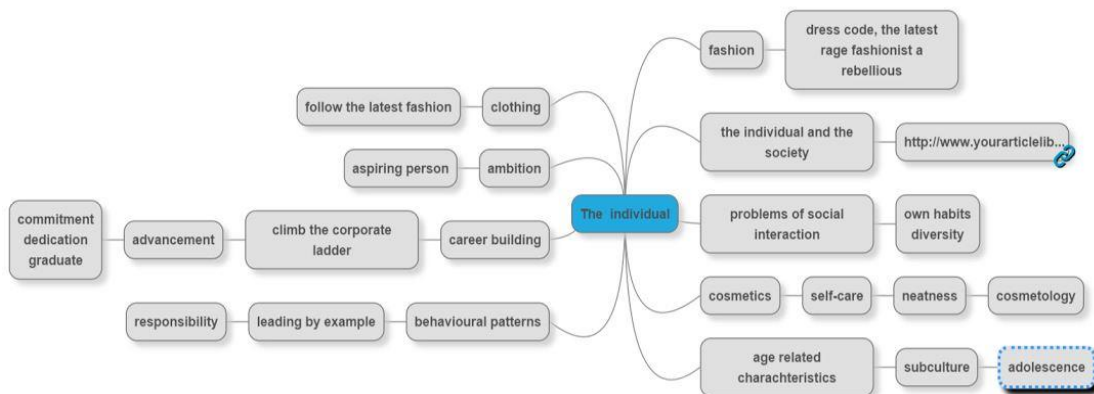 The individual
fashion
dress code, the latest
rage fashionist a
rebellious
the individual and the
society
http://www.yourarticlelib...
problems of social
interaction
own habits
diversity
cosmetics
self-care
neatness
cosmetology
age related
charachteristics
subculture
adolescence
clothing
follow the latest fashion
ambition
aspiring person
career building
climb the corporate
ladder
advancement
commitment
dedication
graduate
behavioural patterns
leading by example
responsibility